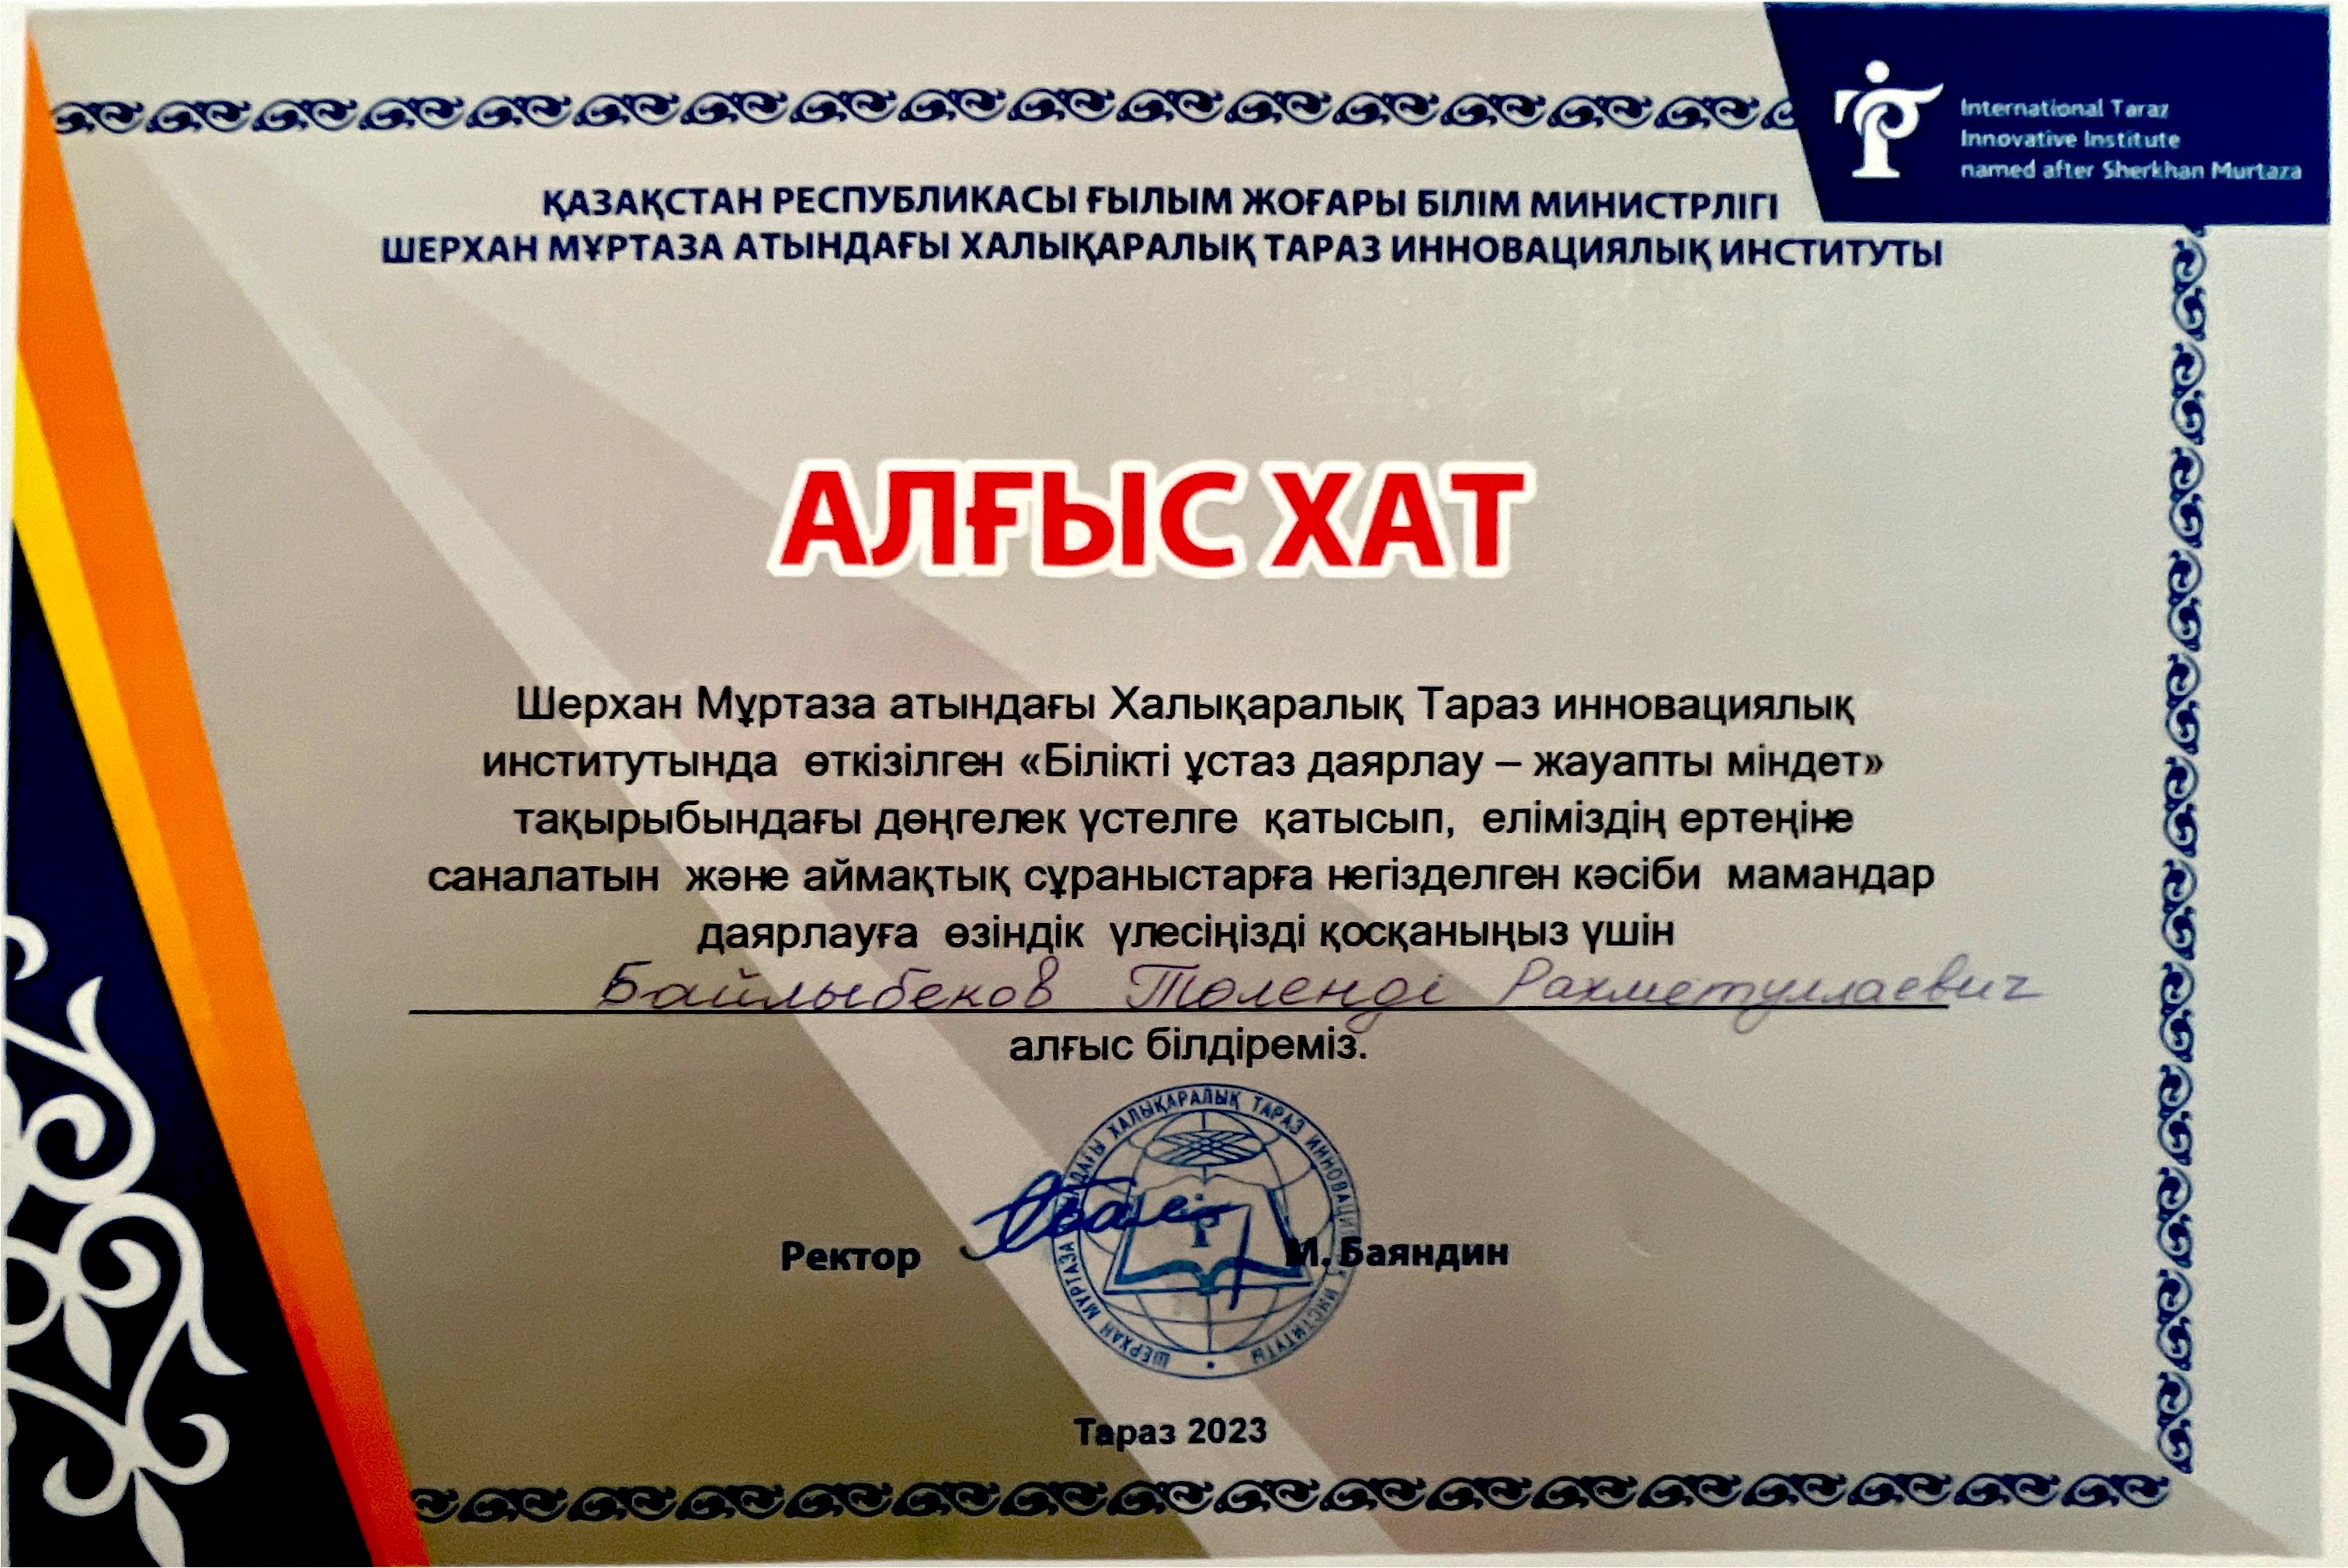 International Taraz
Innovative Institute
named after Sherkhan Murtaza
ҚАЗАҚСТАН РЕСПУБЛИКАСЫ ҒЫЛЫМ ЖОҒАРЫ БІЛІМ МИНИСТРЛІГІ
ШЕРХАН МҰРТАЗА АТЫНДАҒЫ ХАЛЫҚАРАЛЫҚ ТАРАЗ ИННОВАЦИЯЛЫҚ ИНСТИТУТЫ
АЛҒЫС ХАТ
Шерхан Мұртаза атындағы Халықаралық Тараз инновациялық
институтында өткізілген «Білікті ұстаз даярлау – жауапты міндет»
тақырыбындағы дөңгелек үстелге қатысып, еліміздің ертеңіне
саналатын және аймақтық сұраныстарға негізделген кәсіби мамандар
даярлауға өзіндік үлесіңізді қосқаныңыз үшін
Байлыбеков Төленді Рахметуллаевич
алғыс білдіреміз.
Ректор М. Баяндин
ШЕРХАН МҰРТАЗА АТЫНДАҒЫ ХАЛЫҚАРАЛЫҚ ТАРАЗ ИННОВАЦИЯЛЫҚ ИНСТИТУТЫ
Тараз 2023